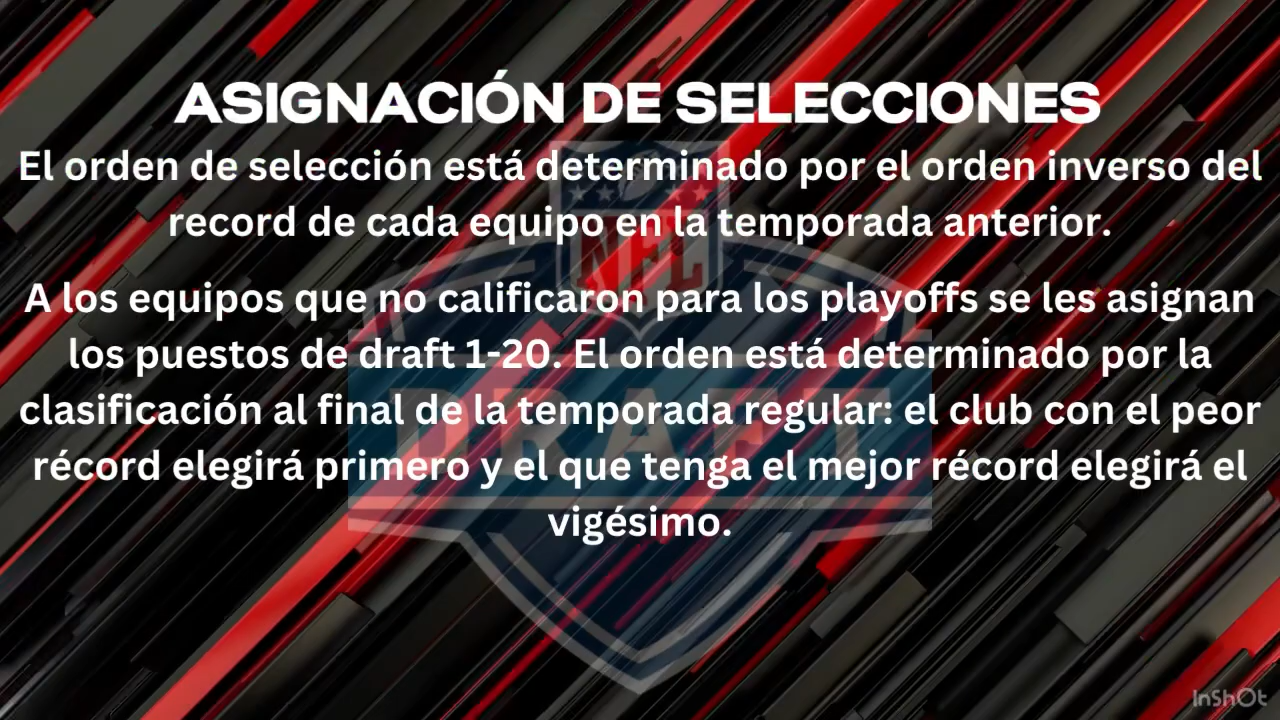 ASIGNACIÓN DE SELECCIONES
El orden de selección está determinado por el orden inverso del
record de cada equipo en la temporada anterior.
A los equipos que no calificaron para los playoffs se les asignan
los puestos de draft 1-20. El orden está determinado por la
clasificación al final de la temporada regular: el club con el peor
récord elegirá primero y el que tenga el mejor récord elegirá el
vigésimo.
NFL
DRAFT
InShOt